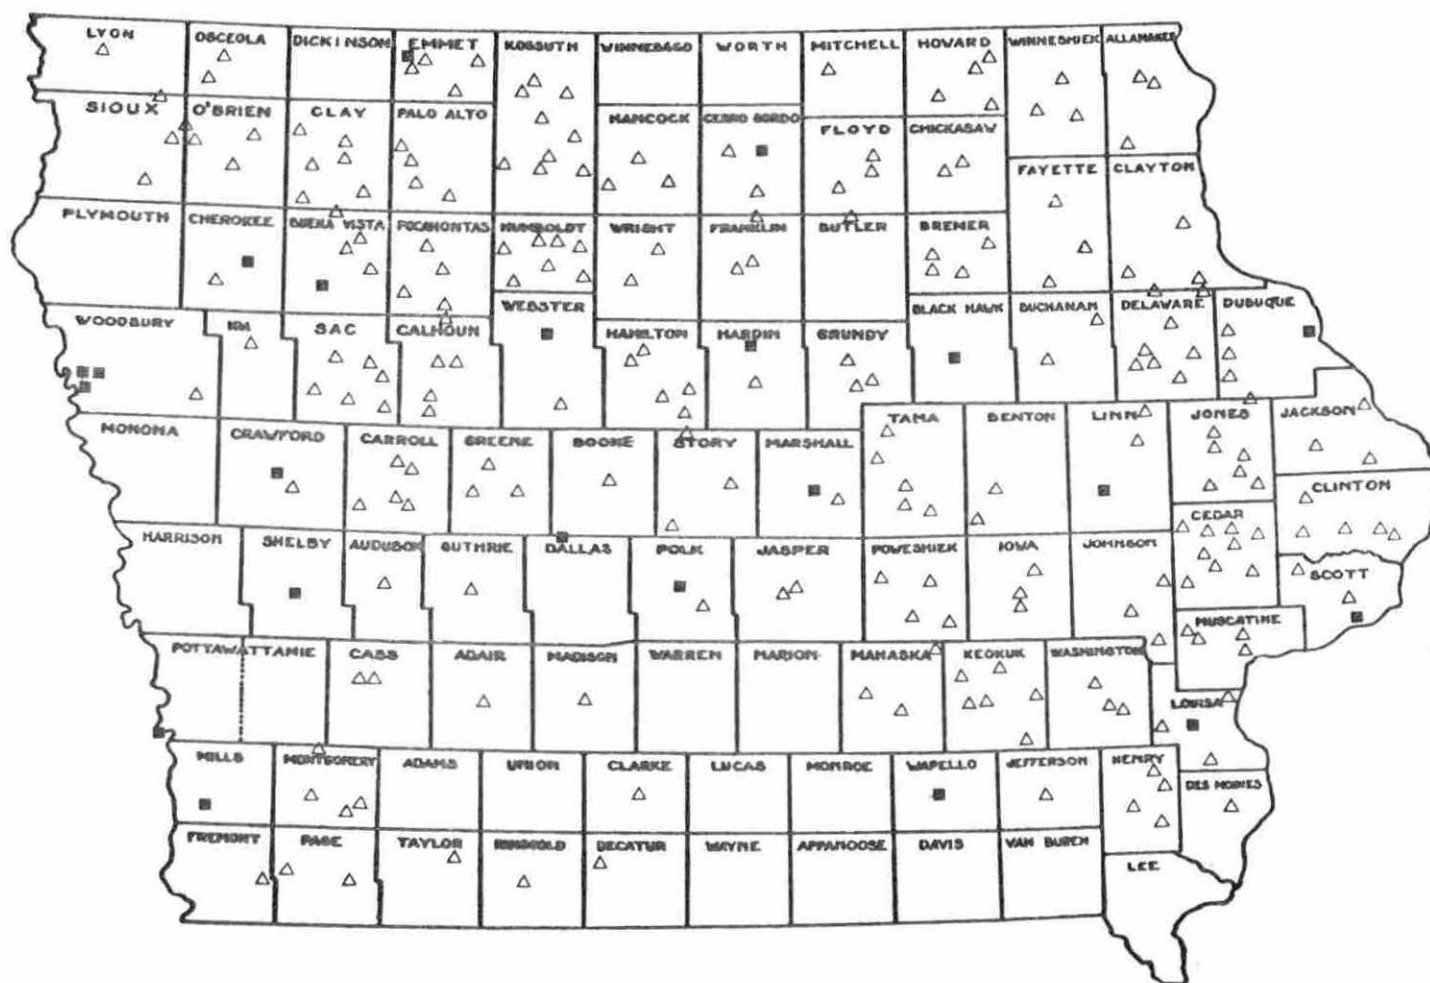 LYON OSCEOLA DICKINSON EMMET KOSSUTH WINNEBAGO WORTH MITCHELL HOWARD WINNESHIEK ALLAMAKEE
SIOUX O'BRIEN CLAY PALO ALTO HANCOCK CERRO GORDO FLOYD CHICKASAW
FAYETTE CLAYTON
PLYMOUTH CHEROKEE BUENA VISTA POCAHONTAS HUMBOLDT WRIGHT FRANKLIN BUTLER BREMER
WOODBURY IDA SAC CALHOUN WEBSTER HAMILTON HARDIN GRUNDY BLACK HAWK BUCHANAN DELAWARE DUBUQUE
MONONA CRAWFORD CARROLL GREENE BOONE STORY MARSHALL TAMA BENTON LINN JONES JACKSON
CLINTON
HARRISON SHELBY AUDUBON GUTHRIE DALLAS POLK JASPER POWESHIEK IOWA JOHNSON CEDAR
SCOTT
MUSCATINE
POTTAWATTAMIE CASS ADAIR MADISON WARREN MARION MAHASKA KEOKUK WASHINGTON
LOUISA
MILLS MONTGOMERY ADAMS UNION CLARKE LUCAS MONROE WAPELLO JEFFERSON HENRY DES MOINES
FREMONT PAGE TAYLOR RINGGOLD DECATUR WAYNE APPANOOSE DAVIS VAN BUREN
LEE